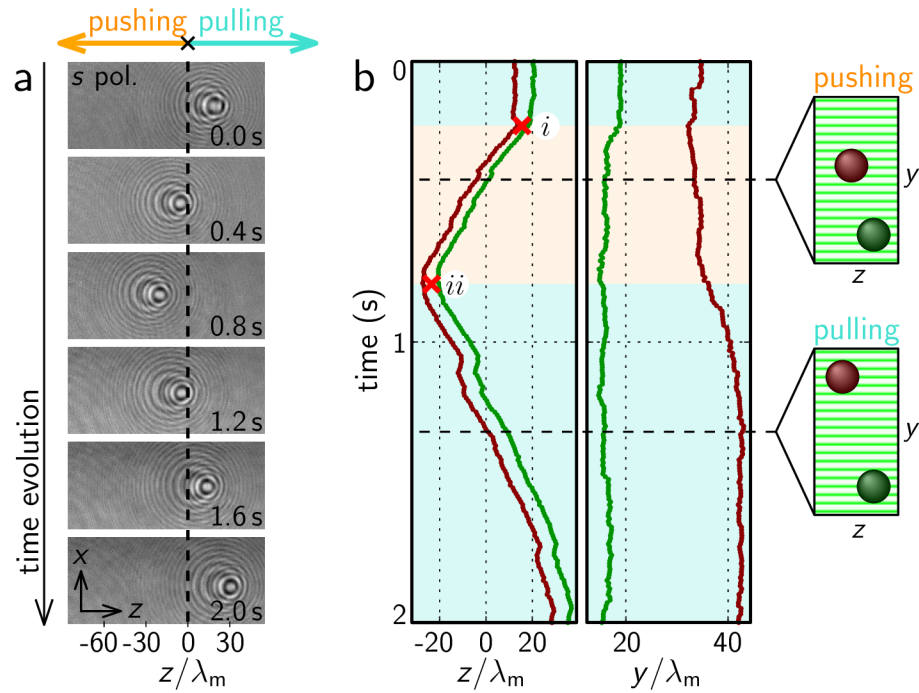 pushing pulling
a
s pol.
0.0 s
0.4 s
0.8 s
1.2 s
1.6 s
2.0 s
x
z
time evolution
-60 -30 0 30
z/λm
b
0
1
2
time (s)
i
ii
-20 0 20
z/λm
20 40
y/λm
pushing
y
z
pulling
y
z